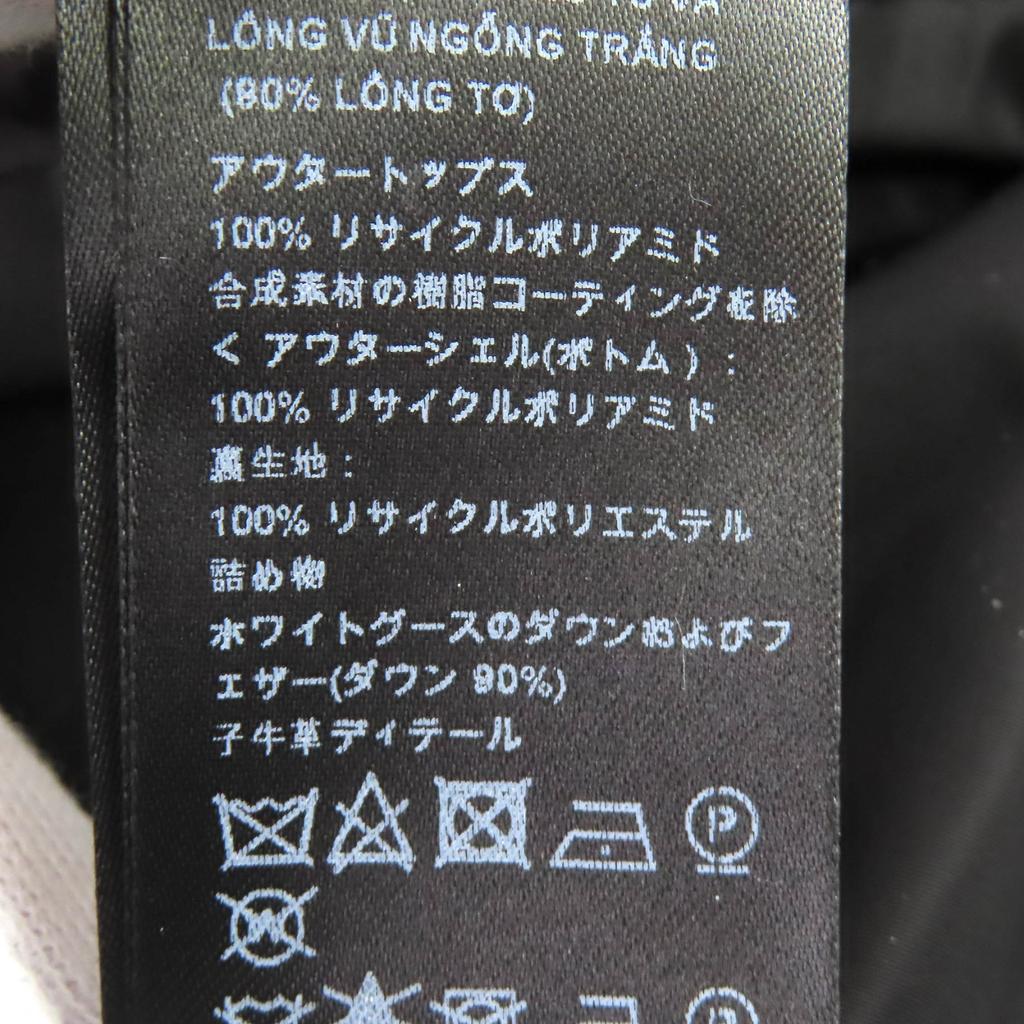 LÔNG VŨ NGỖNG TRẮNG
(80% LÔNG TƠ)
アウタートップス
100% リサイクルポリアミド
合成素材の樹脂コーティングを除
く アウターシェル(ボトム) :
100% リサイクルポリアミド
裏生地 :
100% リサイクルポリエステル
詰め物
ホワイトグースのダウンおよびフ
ェザー(ダウン 90%)
子牛革ディテール
P
W